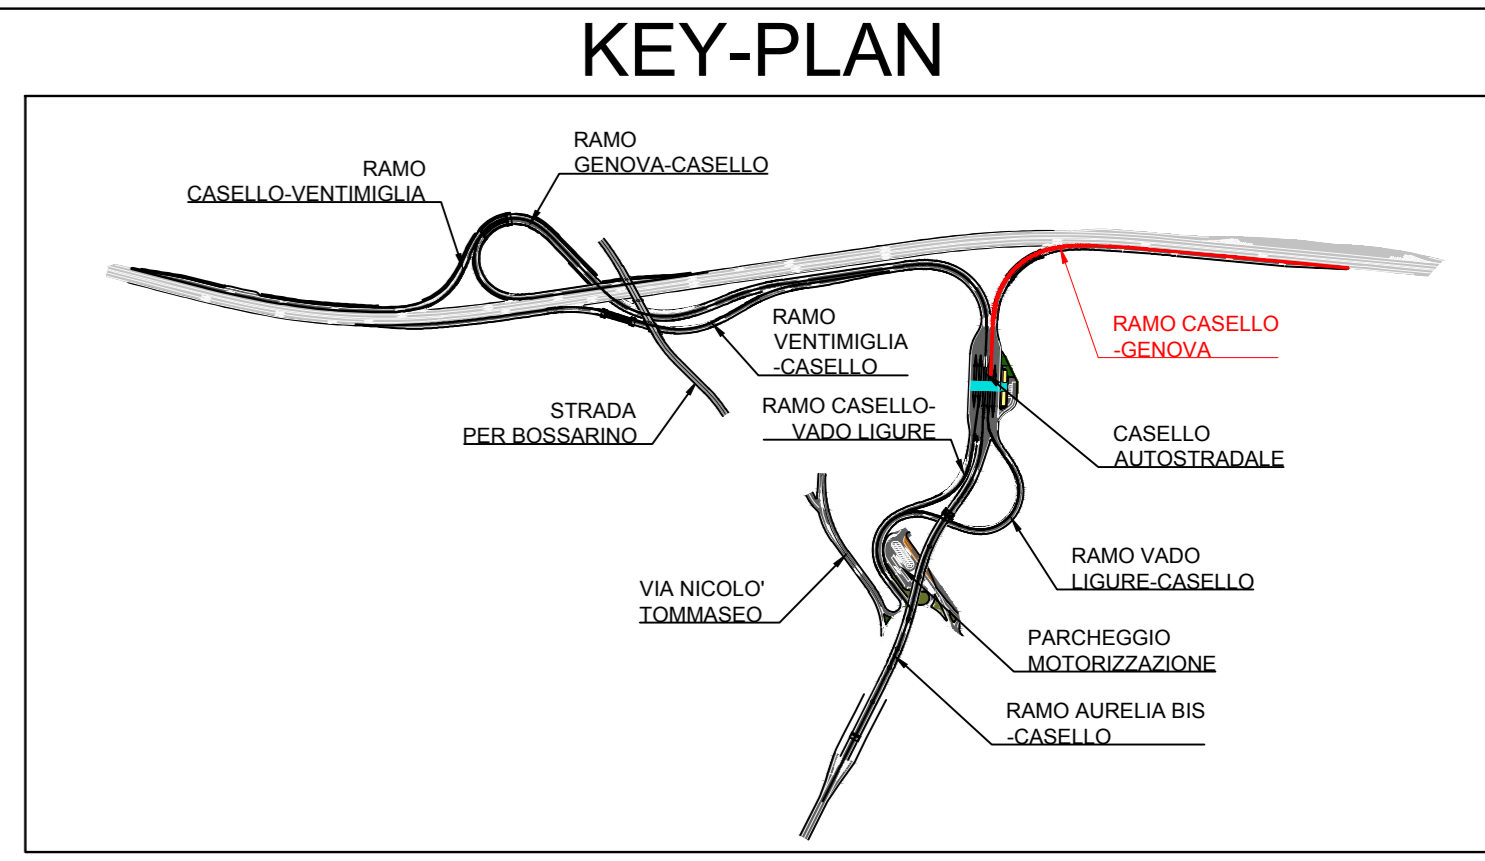 KEY-PLAN
RAMO
GENOVA-CASELLO
RAMO
CASELLO-VENTIMIGLIA
RAMO
VENTIMIGLIA
-CASELLO
RAMO CASELLO
-GENOVA
STRADA
PER BOSSARINO
RAMO CASELLO-
VADO LIGURE
CASELLO
AUTOSTRADALE
RAMO VADO
LIGURE-CASELLO
VIA NICOLO'
TOMMASEO
PARCHEGGIO
MOTORIZZAZIONE
RAMO AURELIA BIS
-CASELLO